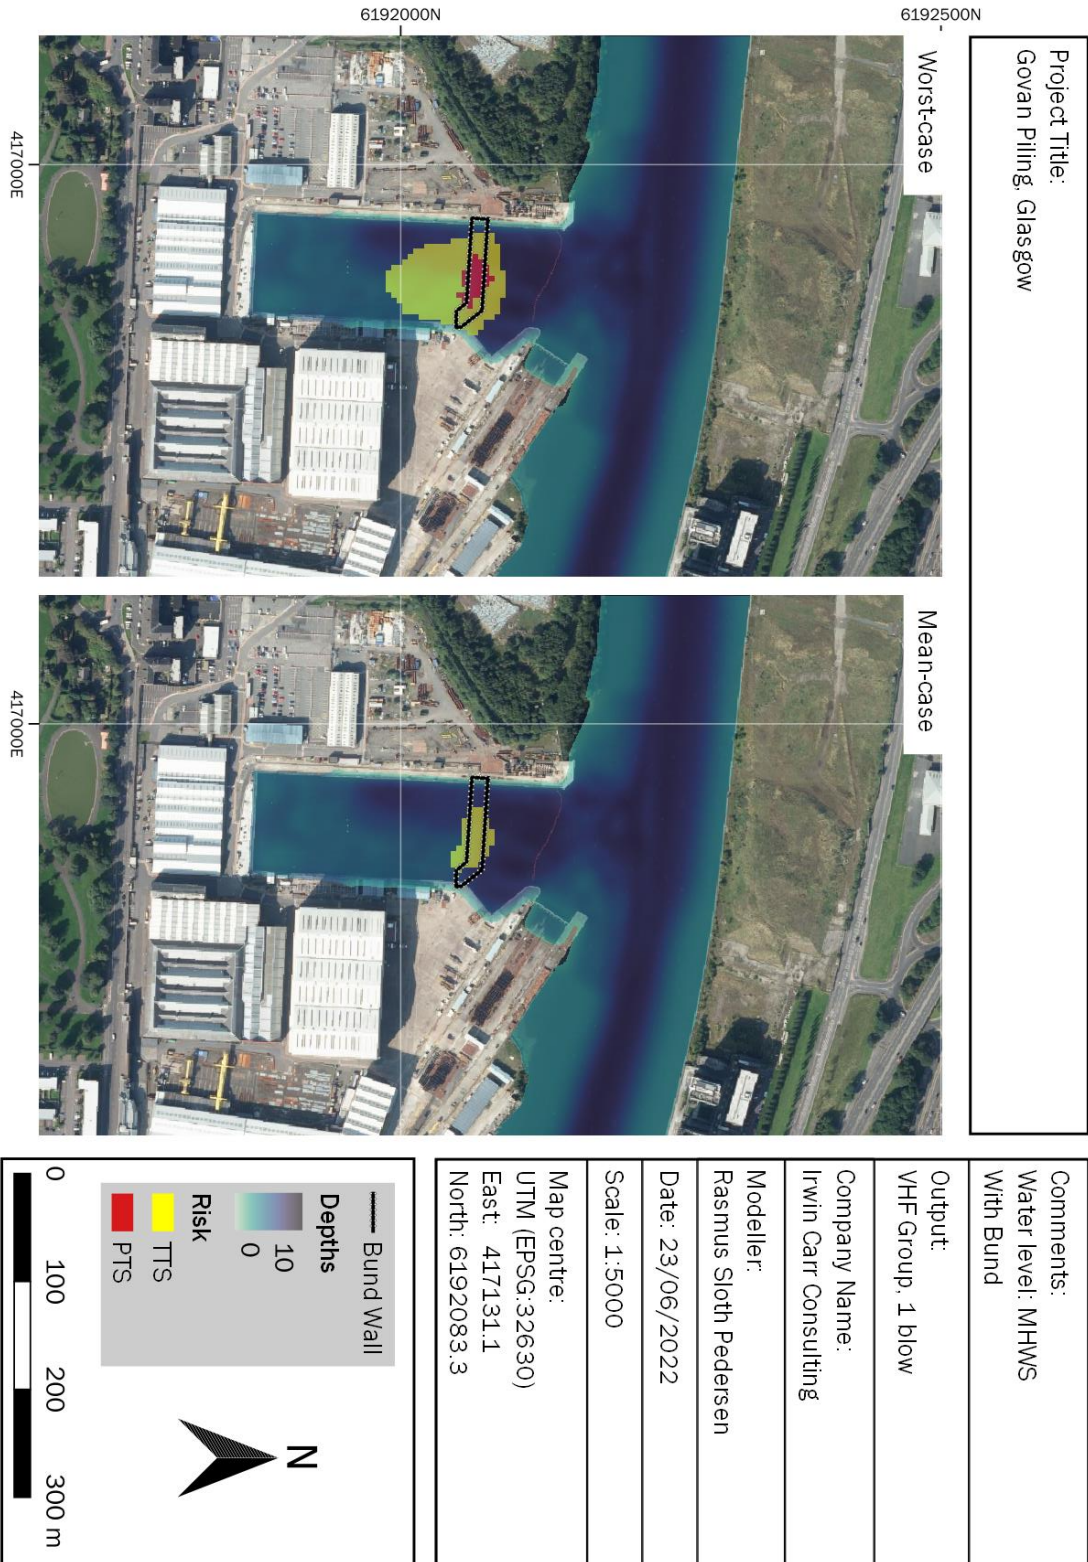 Project Title:
Govan Piling, Glasgow
Worst-case
Mean-case
6192000N
6192500N
417000E
417000E
Comments:
Water level: MHWS
With Bund
Output:
VHF Group, 1 blow
Company Name:
Irwin Carr Consulting
Modeller:
Rasmus Sloth Pedersen
Date: 23/06/2022
Scale: 1:5000
Map centre:
UTM (EPSG:32630)
East: 417131.1
North: 6192083.3
Bund Wall
Depths
10
0
Risk
TTS
PTS
N
0 100 200 300 m